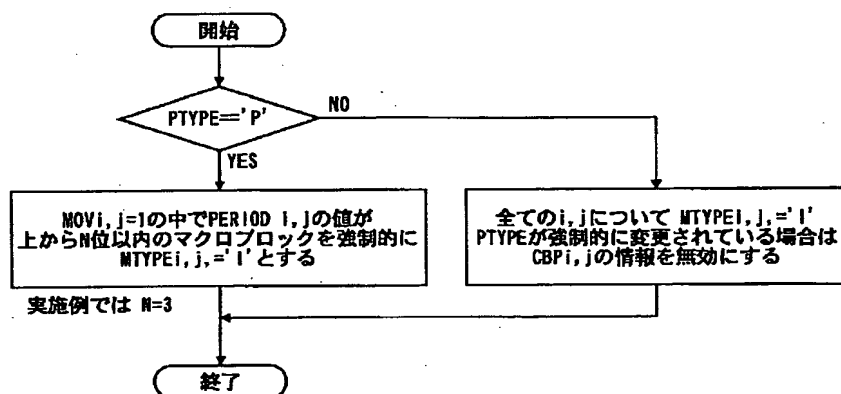 開始
PTYPE=='P'
NO
YES
MOVi,j=1の中でPERIOD i,jの値が
上からN位以内のマクロブロックを強制的に
MTYPEi,j,='I'とする
全てのi,jについて MTYPEi,j,='I'
PTYPEが強制的に変更されている場合は
CBPi,jの情報を無効にする
実施例では N=3
終了